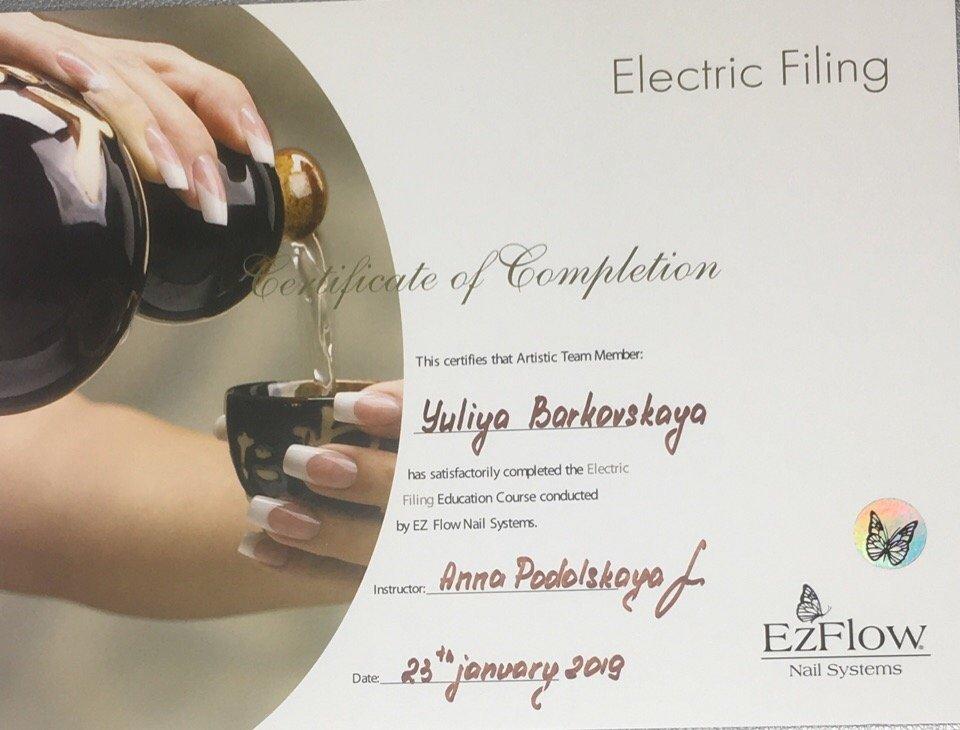 Electric Filing
Certificate of Completion
This certifies that Artistic Team Member:
Yuliya Barkovskaya
has satisfactorily completed the Electric
Filing Education Course conducted
by EZ Flow Nail Systems.
Instructor: Anna Podolskaya
Date: 23th january 2019
EzFlow.
Nail Systems